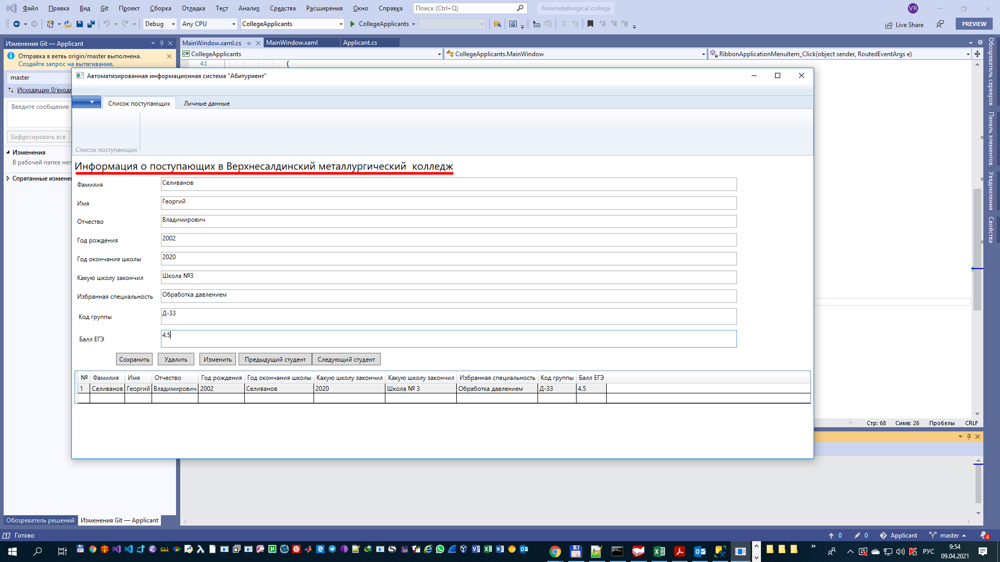 Файл Правка Вид Git Проект Сборка Отладка Тест Анализ Средства Расширения Окно Справка Поиск (Ctrl+Q) Aviametallurgical college VR
Debug Any CPU CollegeApplicants CollegeApplicants Live Share PREVIEW
Изменения Git — Applicant
MainWindow.xaml.cs MainWindow.xaml Applicant.cs
Отправка в ветвь origin/master выполнена.
Создайте запрос на вытягивание.
C# CollegeApplicants CollegeApplicants.MainWindow RibbonApplicationMenuItem_Click(object sender, RoutedEventArgs e)
41 {
master
Исходящих 0/входя
Введите сообщение
Зафиксировать все
Изменения
В рабочей папке нет
Спрятанные изменен
Автоматизированная информационная система "Абитуриент"
Список поступающих Личные данные
Список поступающих
Информация о поступающих в Верхнесалдинский металлургический  колледж
Фамилия Селиванов
Имя Георгий
Отчество Владимирович
Год рождения 2002
Год окончания школы 2020
Какую школу закончил Школа №3
Избранная специальность Обработка давлением
Код группы Д-33
Балл ЕГЭ 4.5
Сохранить Удалить Изменить Предыдущий студент Следующий студент
№ Фамилия Имя Отчество Год рождения Год окончания школы Какую школу закончил Какую школу закончил Избранная специальность Код группы Балл ЕГЭ
1 Селиванов Георгий Владимирович 2002 Селиванов 2020 Школа № 3 Обработка давлением Д-33 4.5
Обозреватель серверов
Панель элементов
Уведомления
Свойства
Стр: 68 Симв: 26 Пробелы CRLF
Обозреватель решений Изменения Git — Applicant
Готово 0 0 Applicant master 4
РУС 9:54
09.04.2021